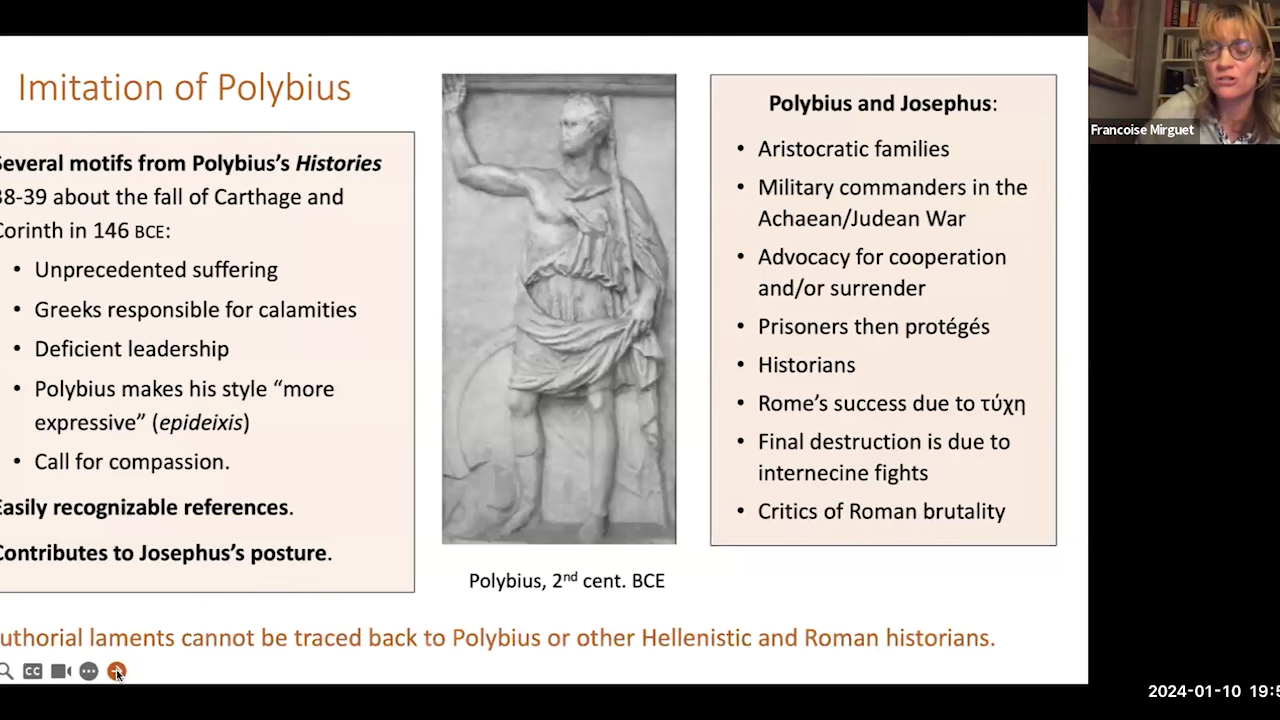 Imitation of Polybius
Several motifs from Polybius's Histories
38-39 about the fall of Carthage and
Corinth in 146 BCE:
• Unprecedented suffering
• Greeks responsible for calamities
• Deficient leadership
• Polybius makes his style “more
expressive” (epideixis)
• Call for compassion.
Easily recognizable references.
Contributes to Josephus's posture.
Polybius, 2nd cent. BCE
Polybius and Josephus:
• Aristocratic families
• Military commanders in the
Achaean/Judean War
• Advocacy for cooperation
and/or surrender
• Prisoners then protégés
• Historians
• Rome's success due to τύχη
• Final destruction is due to
internecine fights
• Critics of Roman brutality
uthorial laments cannot be traced back to Polybius or other Hellenistic and Roman historians.
CC
Francoise Mirguet
2024-01-10 19:5